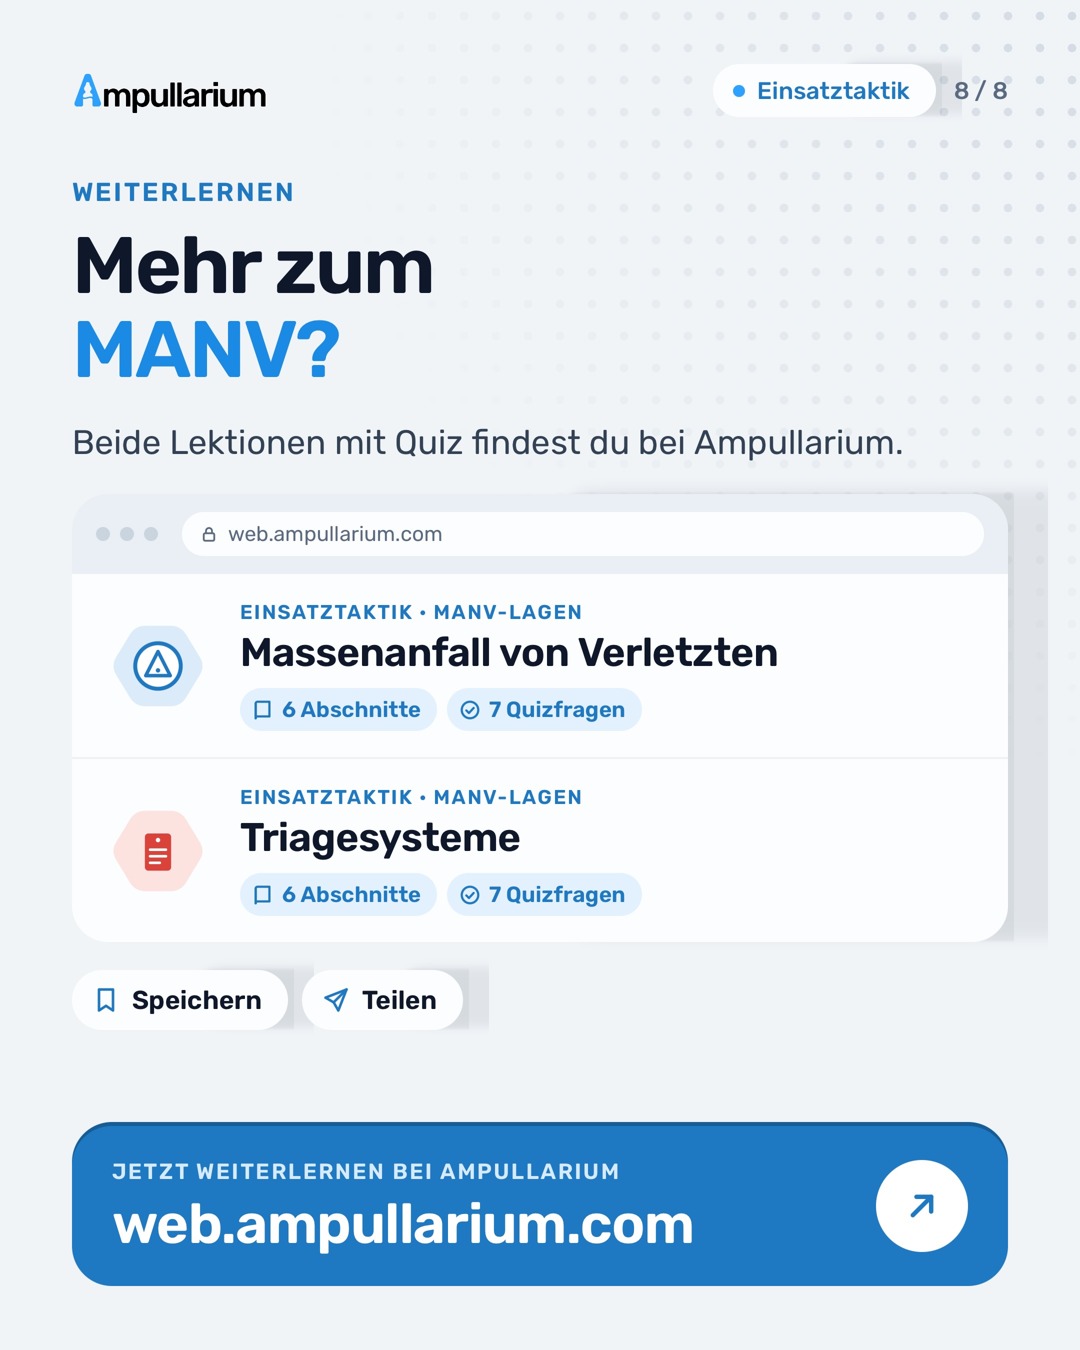 Ampullarium
Einsatztaktik
8 / 8
WEITERLERNEN
Mehr zum
MANV?
Beide Lektionen mit Quiz findest du bei Ampullarium.
web.ampullarium.com
EINSATZTAKTIK • MANV-LAGEN
Massenanfall von Verletzten
6 Abschnitte
7 Quizfragen
EINSATZTAKTIK • MANV-LAGEN
Triagesysteme
6 Abschnitte
7 Quizfragen
Speichern
Teilen
JETZT WEITERLERNEN BEI AMPULLARIUM
web.ampullarium.com